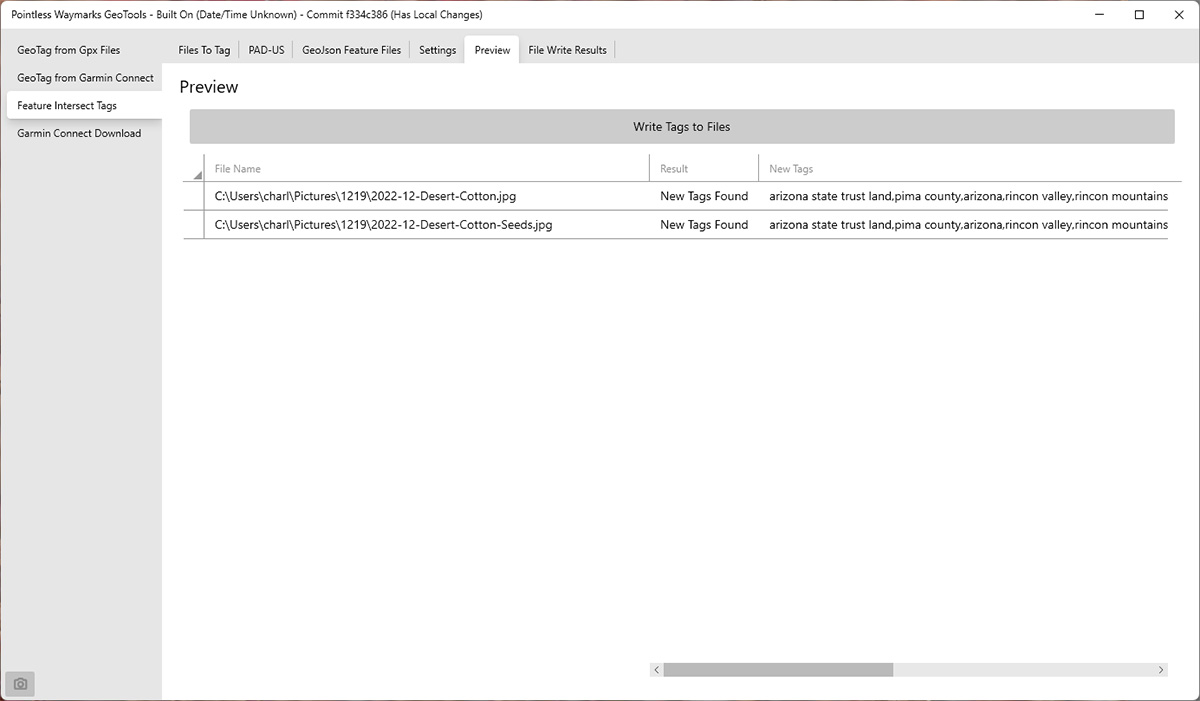 Pointless Waymarks GeoTools - Built On (Date/Time Unknown) - Commit f334c386 (Has Local Changes)
GeoTag from Gpx Files
GeoTag from Garmin Connect
Feature Intersect Tags
Garmin Connect Download
Files To Tag PAD-US GeoJson Feature Files Settings Preview File Write Results
Preview
Write Tags to Files
File Name Result New Tags
C:\Users\charl\Pictures\1219\2022-12-Desert-Cotton.jpg New Tags Found arizona state trust land,pima county,arizona,rincon valley,rincon mountains
C:\Users\charl\Pictures\1219\2022-12-Desert-Cotton-Seeds.jpg New Tags Found arizona state trust land,pima county,arizona,rincon valley,rincon mountains